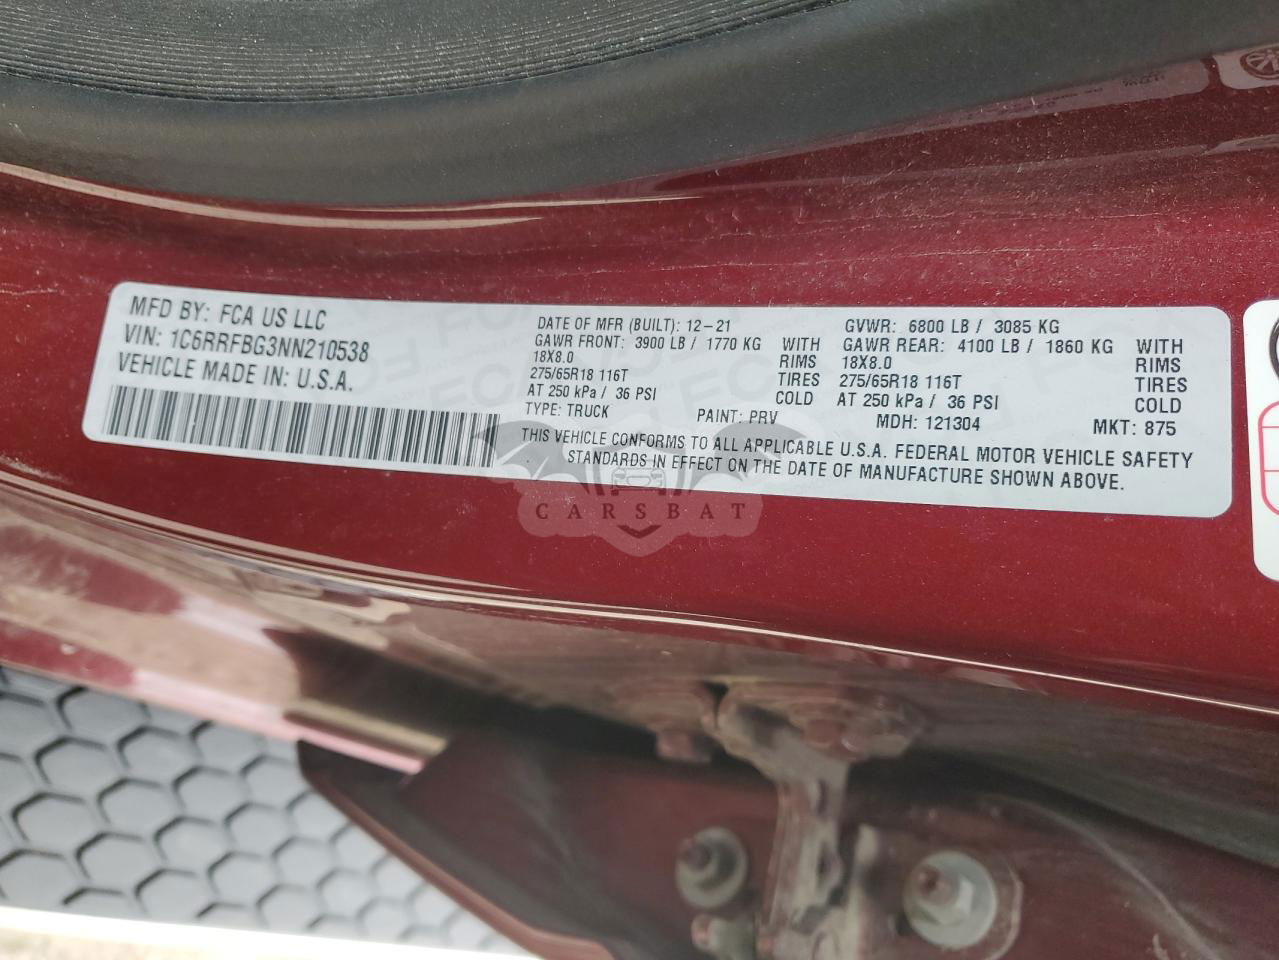 MFD BY: FCA US LLC
VIN: 1C6RRFBG3NN210538
VEHICLE MADE IN: U.S.A.
DATE OF MFR (BUILT): 12-21
GAWR FRONT: 3900 LB / 1770 KG WITH
18X8.0 RIMS
275/65R18 116T TIRES
AT 250 kPa / 36 PSI COLD
TYPE: TRUCK PAINT: PRV
GVWR: 6800 LB / 3085 KG
GAWR REAR: 4100 LB / 1860 KG WITH
18X8.0 RIMS
275/65R18 116T TIRES
AT 250 kPa / 36 PSI COLD
MDH: 121304 MKT: 875
THIS VEHICLE CONFORMS TO ALL APPLICABLE U.S.A. FEDERAL MOTOR VEHICLE SAFETY
STANDARDS IN EFFECT ON THE DATE OF MANUFACTURE SHOWN ABOVE.
CARSBAT